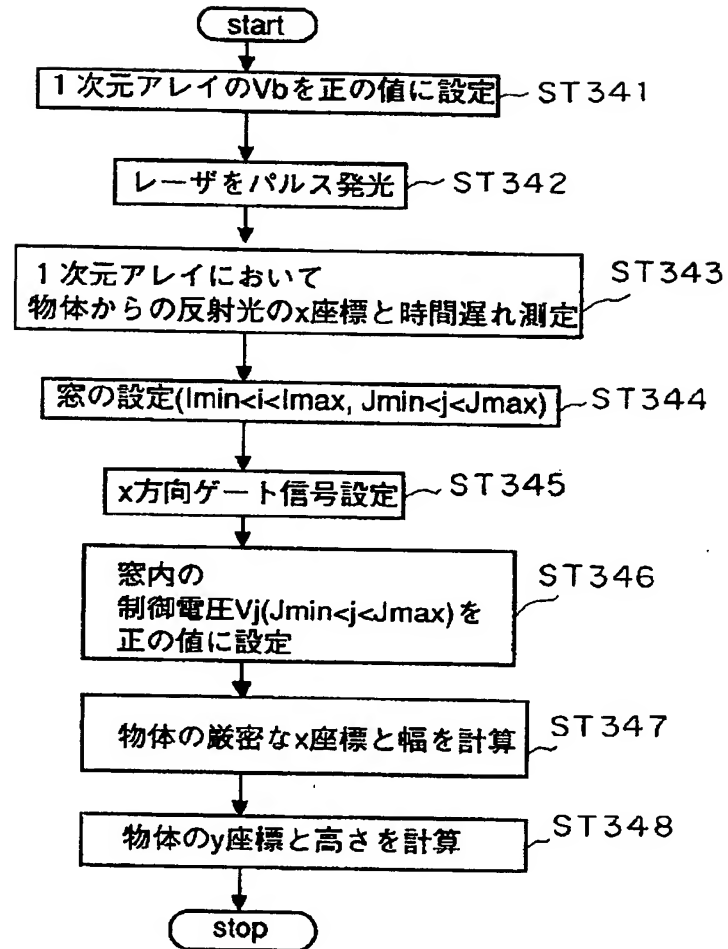 start
1次元アレイのVbを正の値に設定 ST341
レーザをパルス発光 ST342
1次元アレイにおいて
物体からの反射光のx座標と時間遅れ測定 ST343
窓の設定(Imin<i<Imax, Jmin<j<Jmax) ST344
x方向ゲート信号設定 ST345
窓内の
制御電圧Vj(Jmin<j<Jmax)を
正の値に設定 ST346
物体の厳密なx座標と幅を計算 ST347
物体のy座標と高さを計算 ST348
stop